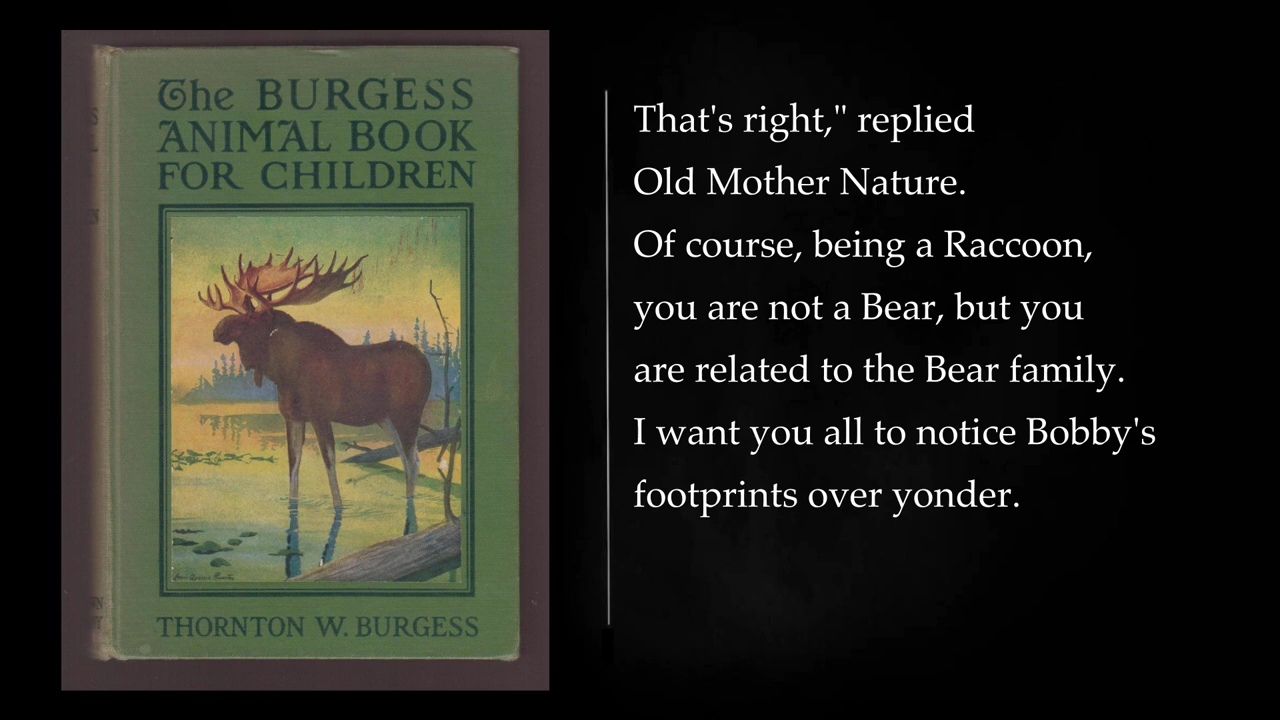 The BURGESS
ANIMAL BOOK
FOR CHILDREN
THORNTON W. BURGESS
That's right," replied
Old Mother Nature.
Of course, being a Raccoon,
you are not a Bear, but you
are related to the Bear family.
I want you all to notice Bobby's
footprints over yonder.